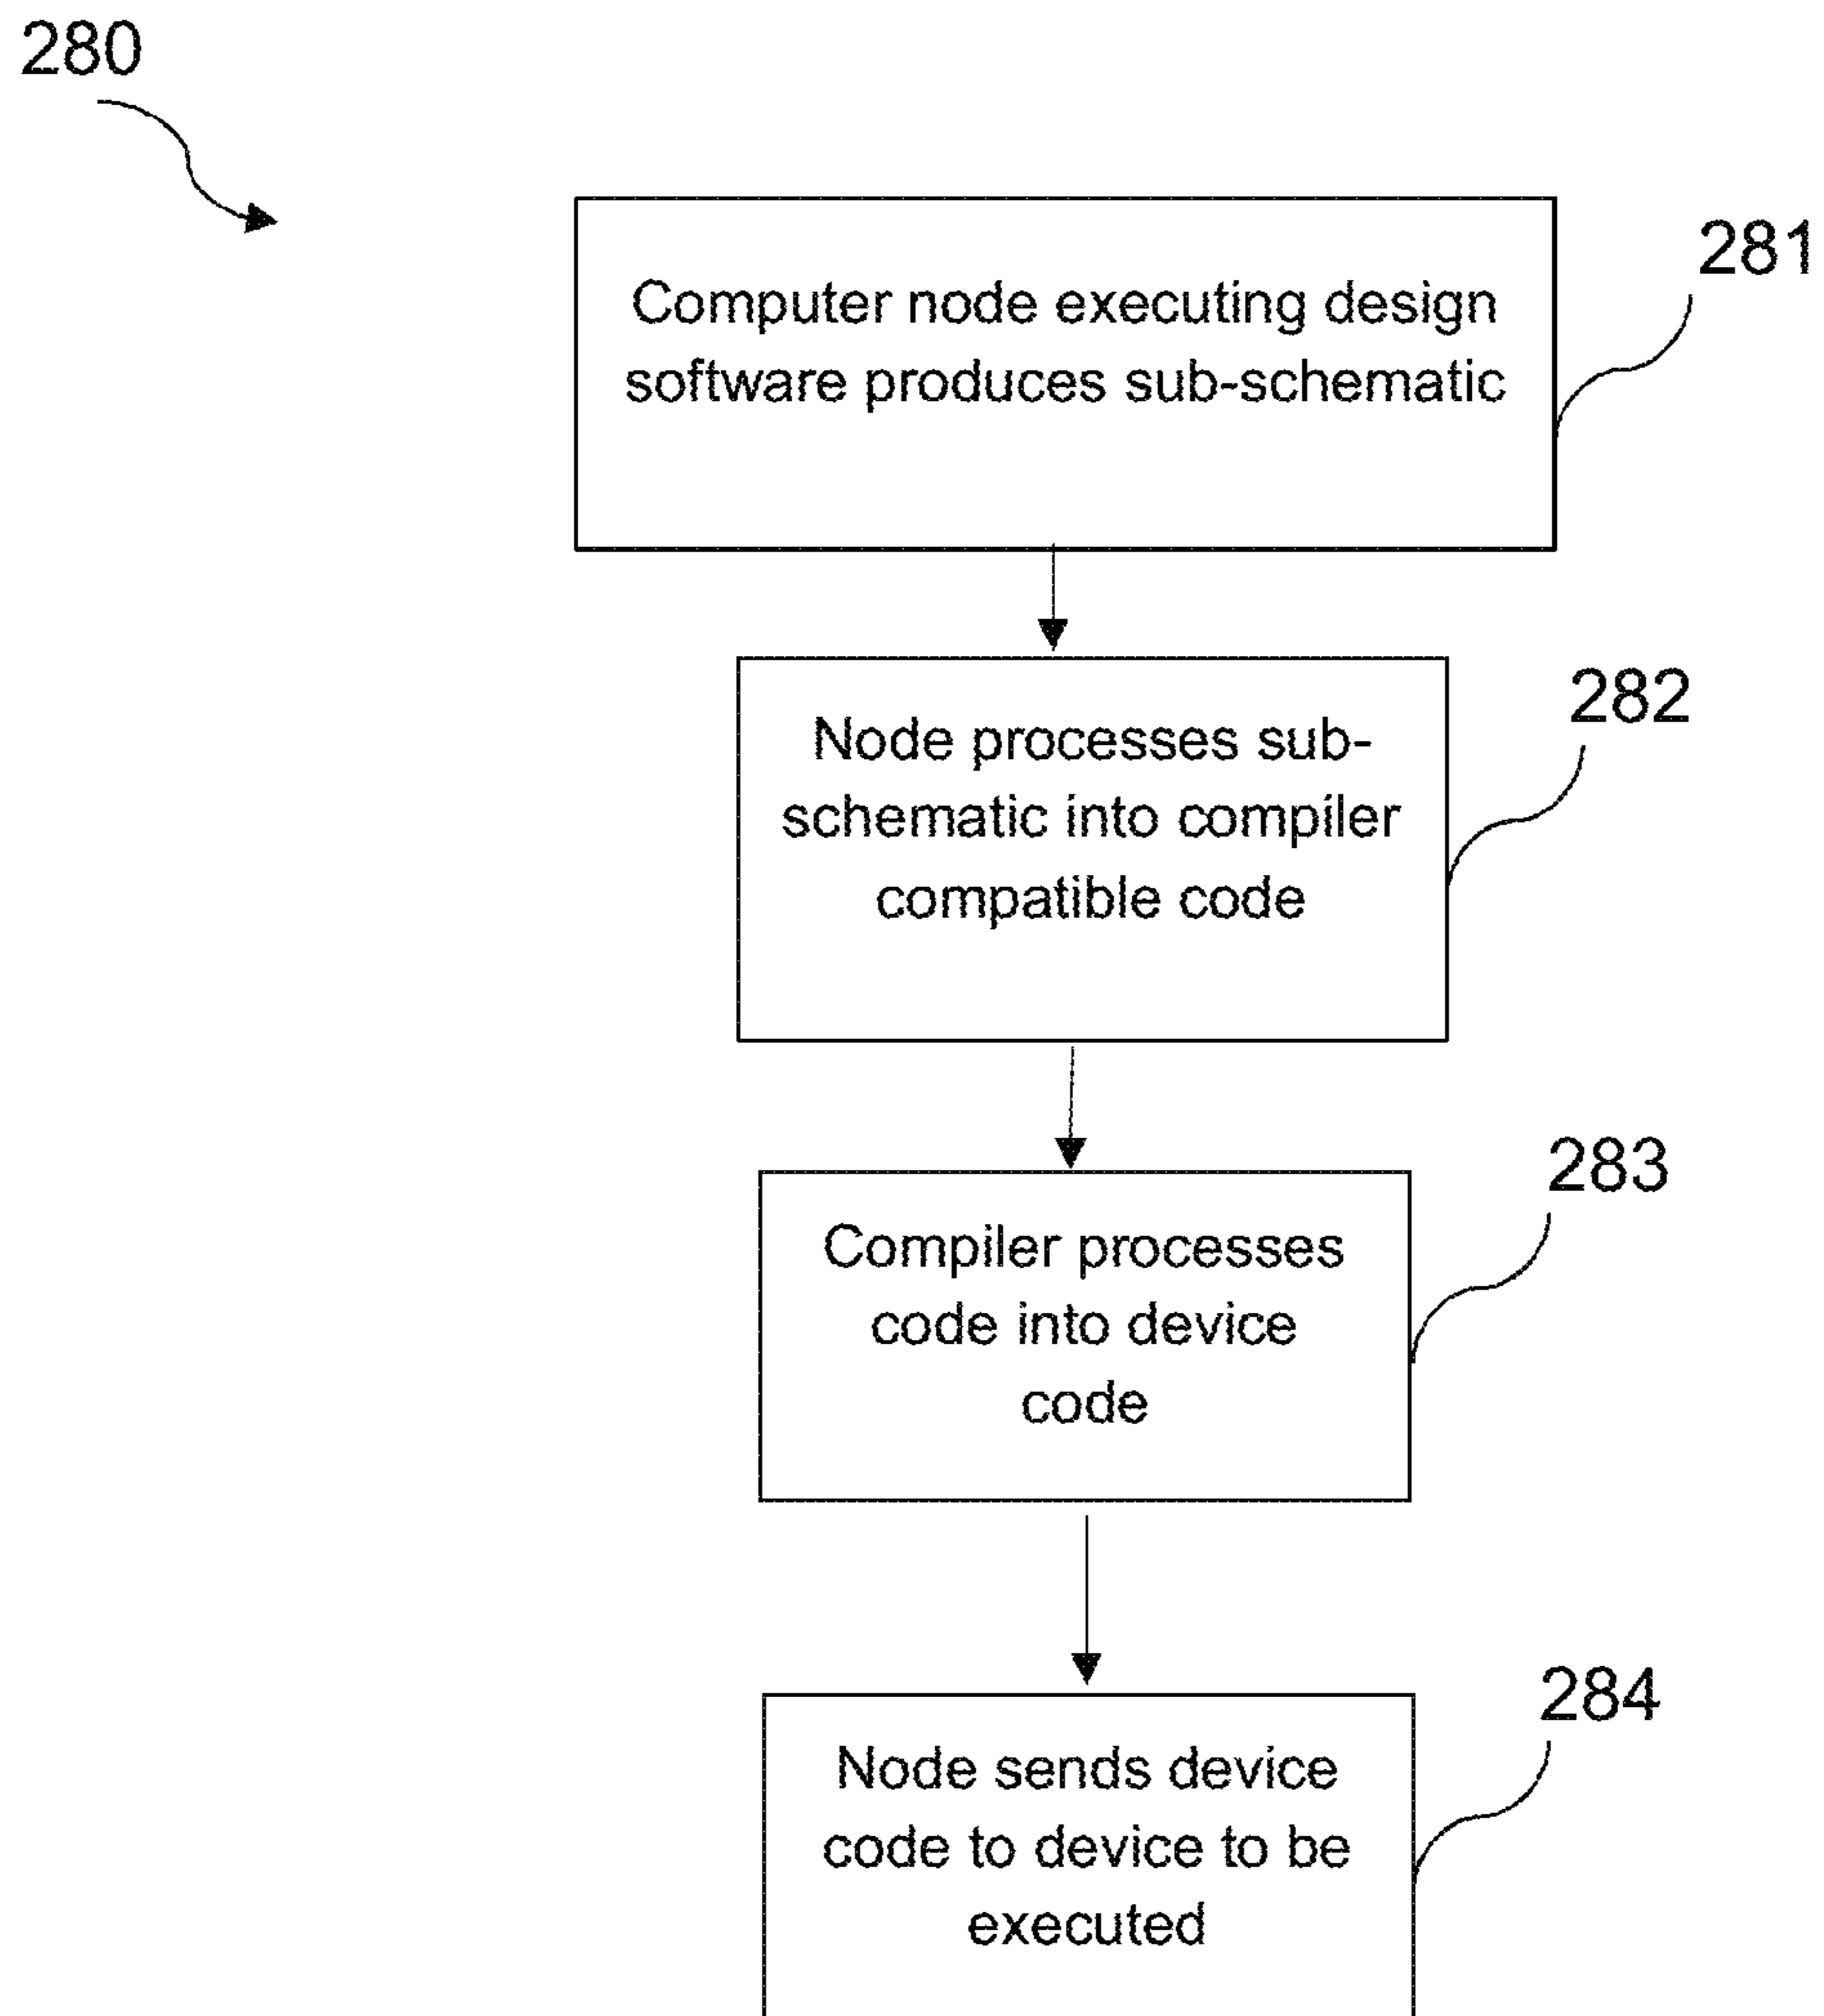 280
281
Computer node executing design
software produces sub-schematic
282
Node processes sub-
schematic into compiler
compatible code
283
Compiler processes
code into device
code
284
Node sends device
code to device to be
executed